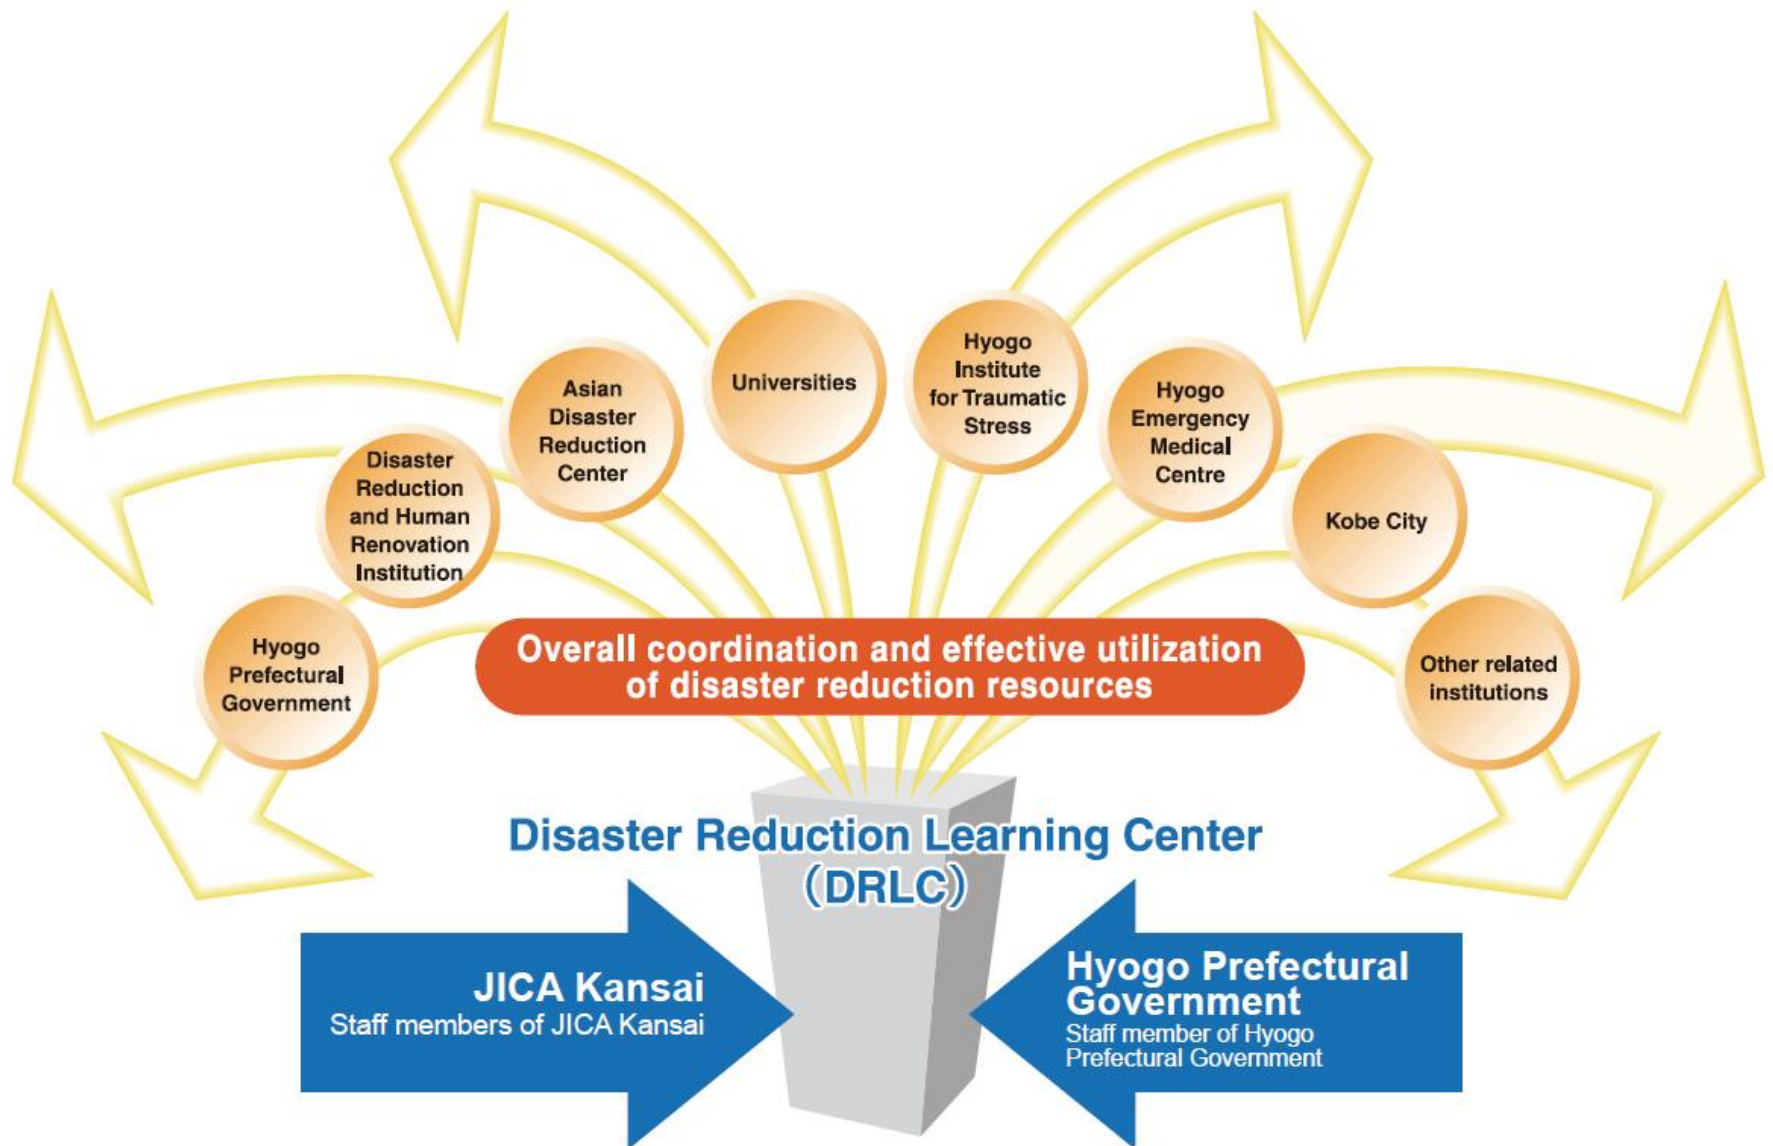 Universities
Hyogo
Institute
for Traumatic
Stress
Asian
Disaster
Reduction
Center
Hyogo
Emergency
Medical
Centre
Disaster
Reduction
and Human
Renovation
Institution
Kobe City
Hyogo
Prefectural
Government
Other related
institutions
Overall coordination and effective utilization
of disaster reduction resources
Disaster Reduction Learning Center
(DRLC)
JICA Kansai
Staff members of JICA Kansai
Hyogo Prefectural
Government
Staff member of Hyogo
Prefectural Government